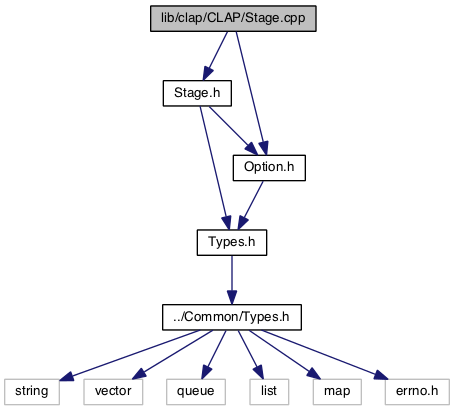 lib/clap/CLAP/Stage.cpp
Stage.h
Option.h
Types.h
../Common/Types.h
string
vector
queue
list
map
errno.h